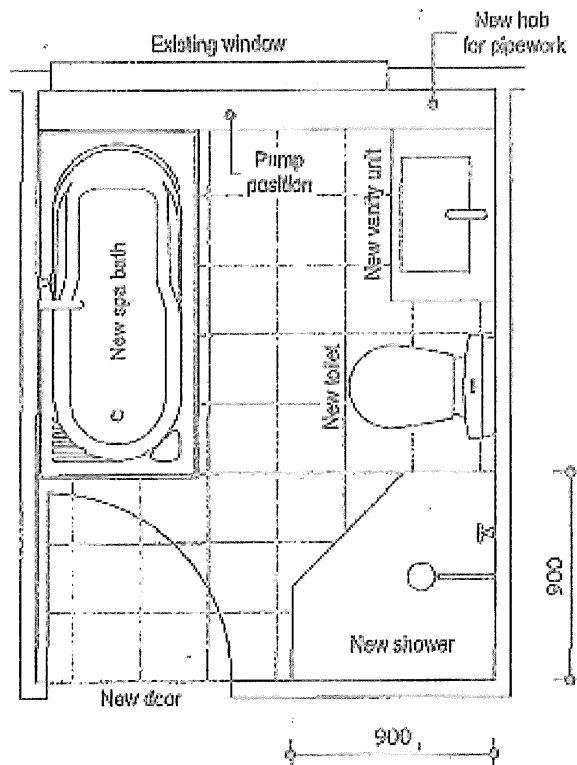 New hob
for pipework
Existing window
Pump
position
New vanity unit
New spa bath
New toilet
900
New shower
New door
900